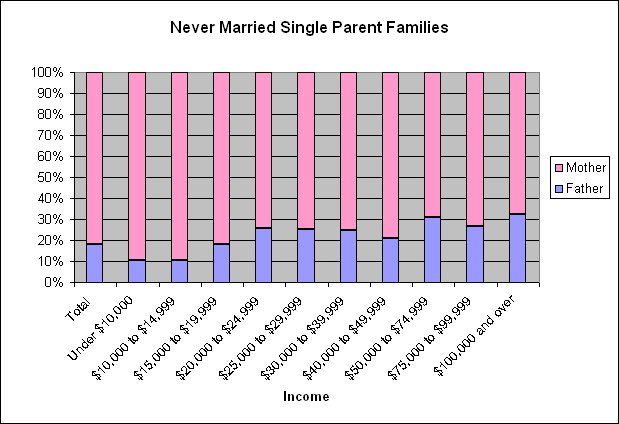 Never Married Single Parent Families
100%
90%
80%
70%
60%
50%
40%
30%
20%
10%
0%
Mother
Father
Total
Under $10,000
$10,000 to $14,999
$15,000 to $19,999
$20,000 to $24,999
$25,000 to $29,999
$30,000 to $39,999
$40,000 to $49,999
$50,000 to $74,999
$75,000 to $99,999
$100,000 and over
Income